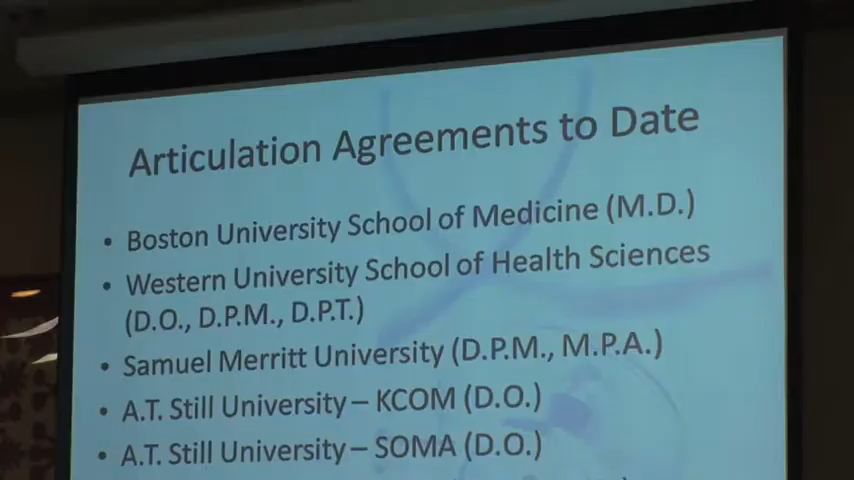 Articulation Agreements to Date
• Boston University School of Medicine (M.D.)
• Western University School of Health Sciences
(D.O., D.P.M., D.P.T.)
• Samuel Merritt University (D.P.M., M.P.A.)
• A.T. Still University – KCOM (D.O.)
• A.T. Still University – SOMA (D.O.)